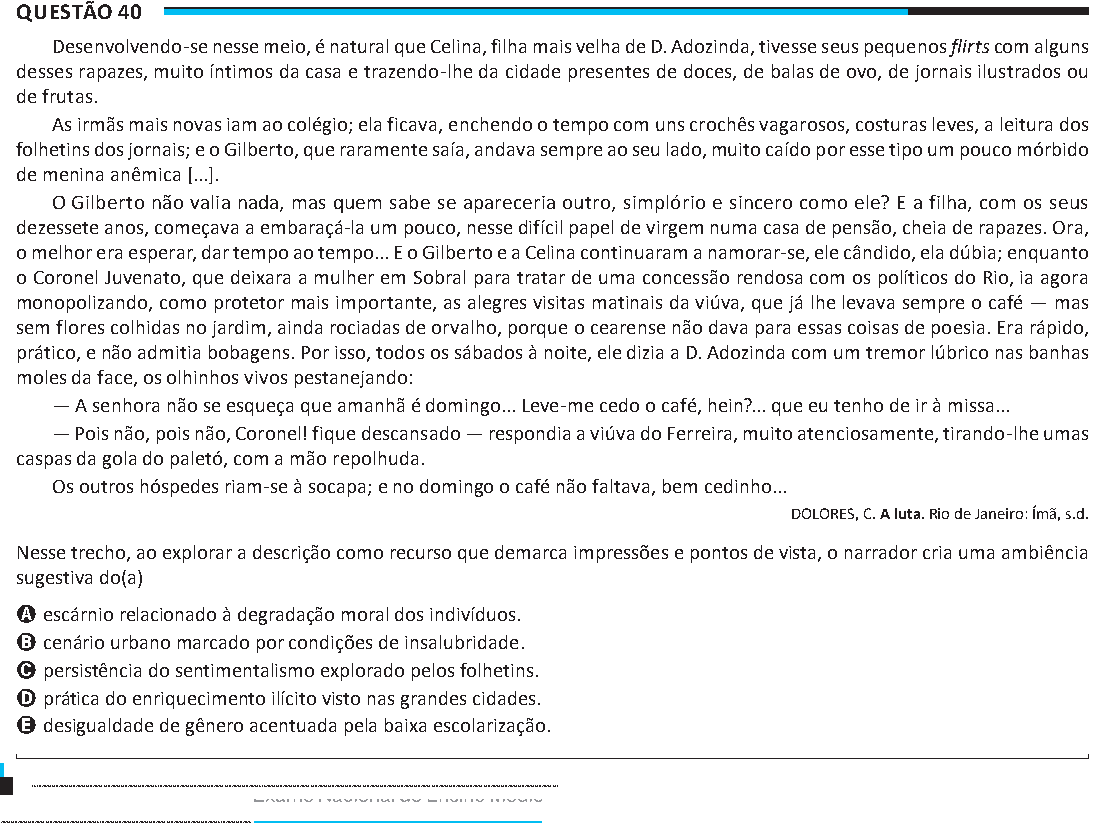 QUESTÃO 40
Desenvolvendo-se nesse meio, é natural que Celina, filha mais velha de D. Adozinda, tivesse seus pequenos flirts com alguns
desses rapazes, muito íntimos da casa e trazendo-lhe da cidade presentes de doces, de balas de ovo, de jornais ilustrados ou
de frutas.
As irmãs mais novas iam ao colégio; ela ficava, enchendo o tempo com uns crochês vagarosos, costuras leves, a leitura dos
folhetins dos jornais; e o Gilberto, que raramente saía, andava sempre ao seu lado, muito caído por esse tipo um pouco mórbido
de menina anêmica [...].
O Gilberto não valia nada, mas quem sabe se apareceria outro, simplório e sincero como ele? E a filha, com os seus
dezessete anos, começava a embaraçá-la um pouco, nesse difícil papel de virgem numa casa de pensão, cheia de rapazes. Ora,
o melhor era esperar, dar tempo ao tempo... E o Gilberto e a Celina continuaram a namorar-se, ele cândido, ela dúbia; enquanto
o Coronel Juvenato, que deixara a mulher em Sobral para tratar de uma concessão rendosa com os políticos do Rio, ia agora
monopolizando, como protetor mais importante, as alegres visitas matinais da viúva, que já lhe levava sempre o café — mas
sem flores colhidas no jardim, ainda rociadas de orvalho, porque o cearense não dava para essas coisas de poesia. Era rápido,
prático, e não admitia bobagens. Por isso, todos os sábados à noite, ele dizia a D. Adozinda com um tremor lúbrico nas banhas
moles da face, os olhinhos vivos pestanejando:
— A senhora não se esqueça que amanhã é domingo... Leve-me cedo o café, hein?... que eu tenho de ir à missa...
— Pois não, pois não, Coronel! fique descansado — respondia a viúva do Ferreira, muito atenciosamente, tirando-lhe umas
caspas da gola do paletó, com a mão repolhuda.
Os outros hóspedes riam-se à socapa; e no domingo o café não faltava, bem cedinho...
DOLORES, C. A luta. Rio de Janeiro: Ímã, s.d.
Nesse trecho, ao explorar a descrição como recurso que demarca impressões e pontos de vista, o narrador cria uma ambiência
sugestiva do(a)
A escárnio relacionado à degradação moral dos indivíduos.
B cenário urbano marcado por condições de insalubridade.
C persistência do sentimentalismo explorado pelos folhetins.
D prática do enriquecimento ilícito visto nas grandes cidades.
E desigualdade de gênero acentuada pela baixa escolarização.
Exame Nacional do Ensino Médio